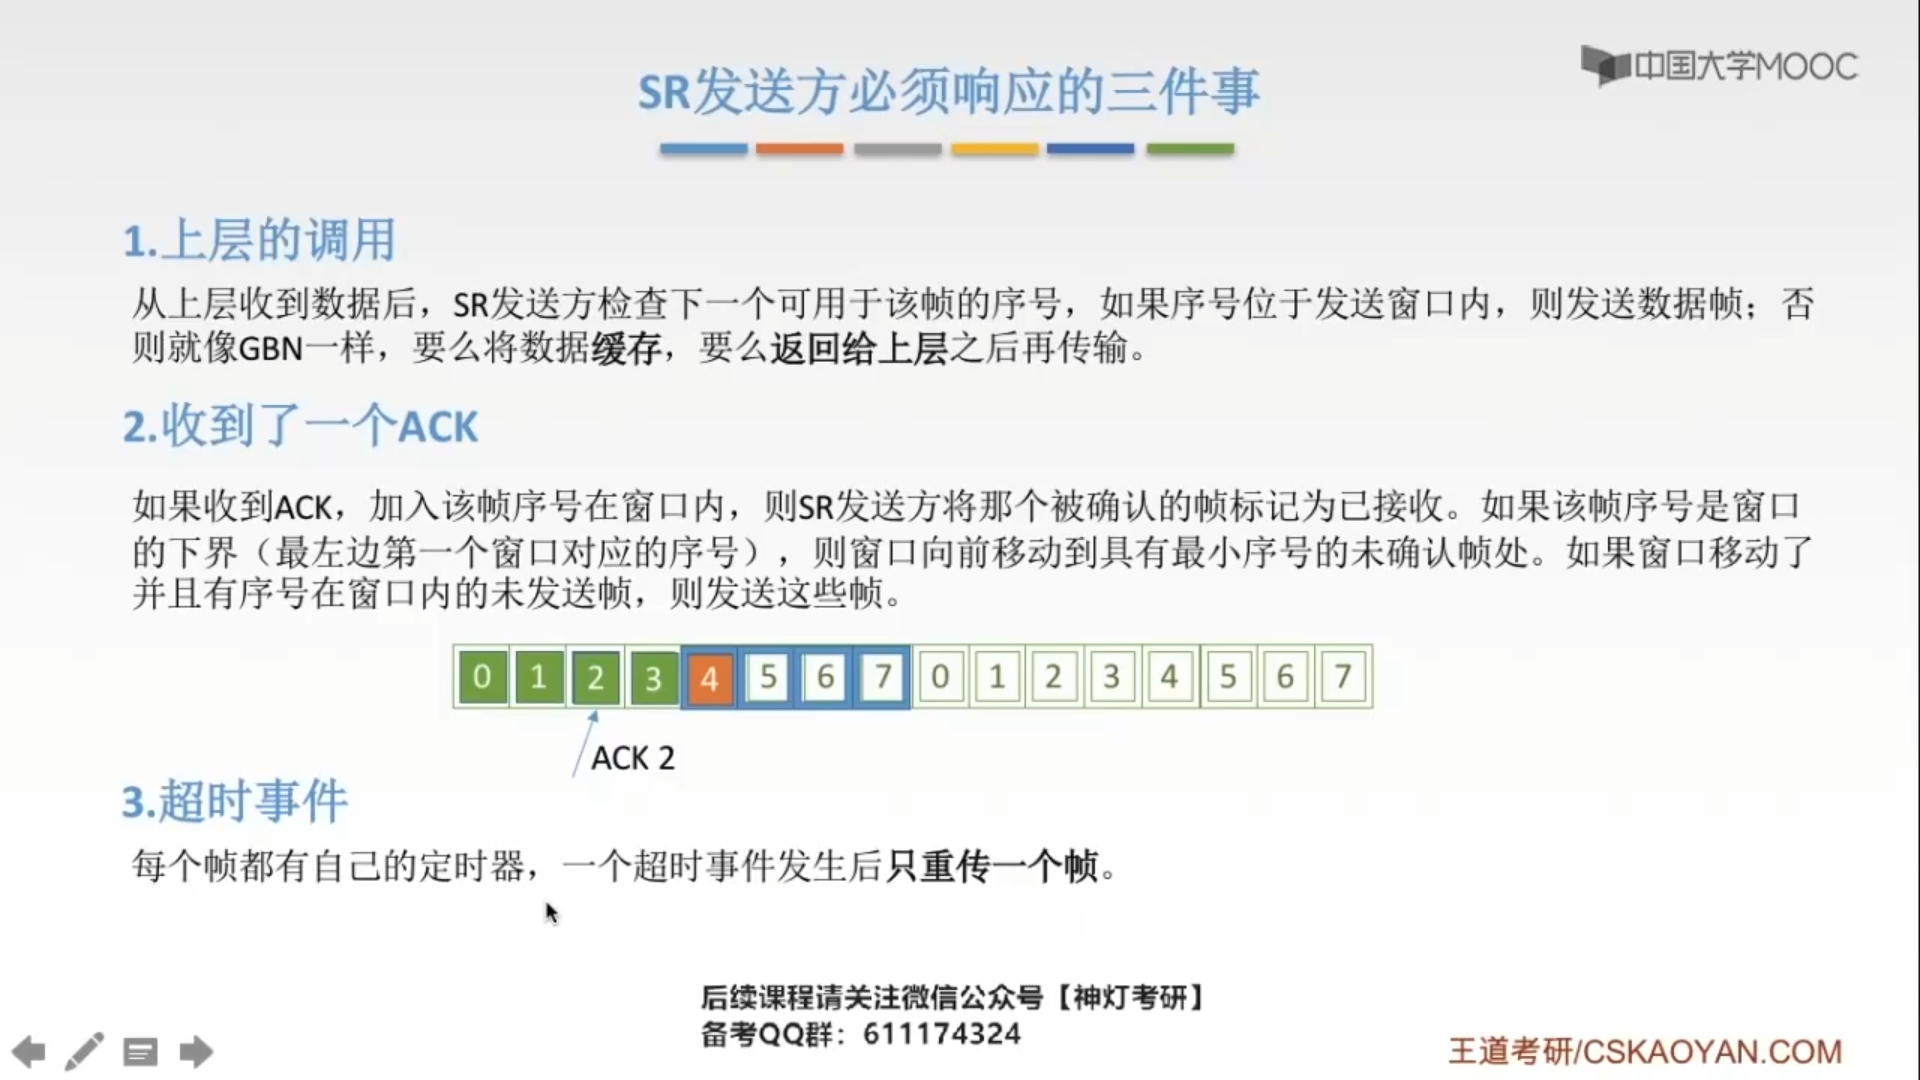 中国大学MOOC
SR发送方必须响应的三件事
1.上层的调用
从上层收到数据后，SR发送方检查下一个可用于该帧的序号，如果序号位于发送窗口内，则发送数据帧；否
则就像GBN一样，要么将数据缓存，要么返回给上层之后再传输。
2.收到了一个ACK
如果收到ACK，加入该帧序号在窗口内，则SR发送方将那个被确认的帧标记为已接收。如果该帧序号是窗口
的下界（最左边第一个窗口对应的序号），则窗口向前移动到具有最小序号的未确认帧处。如果窗口移动了
并且有序号在窗口内的未发送帧，则发送这些帧。
0 1 2 3 4 5 6 7 0 1 2 3 4 5 6 7
ACK 2
3.超时事件
每个帧都有自己的定时器，一个超时事件发生后只重传一个帧。
后续课程请关注微信公众号【神灯考研】
备考QQ群：611174324
王道考研/CSKAOYAN.COM